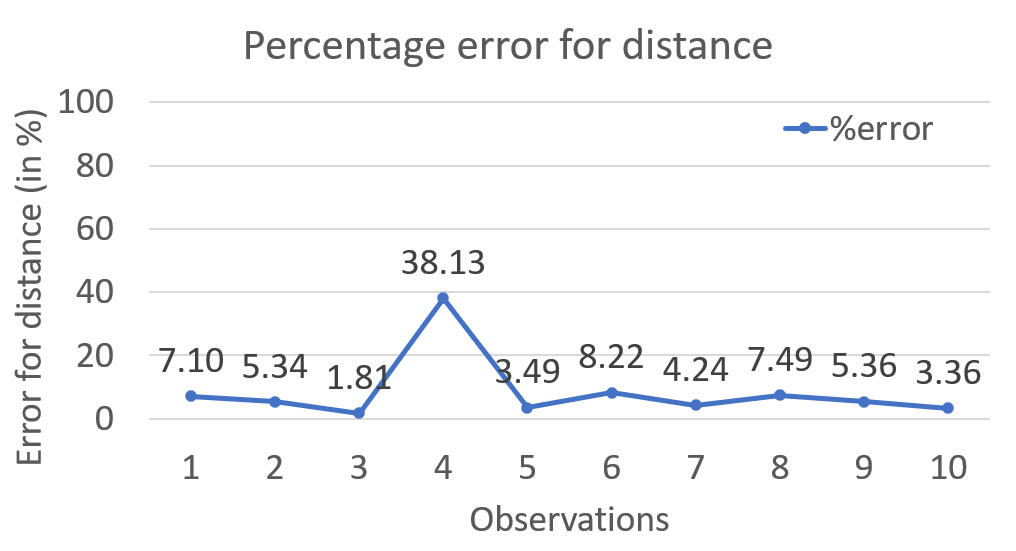 Percentage error for distance
Error for distance (in %)
100
80
60
40
20
0
%error
38.13
7.10 5.34 1.81 3.49 8.22 4.24 7.49 5.36 3.36
1 2 3 4 5 6 7 8 9 10
Observations